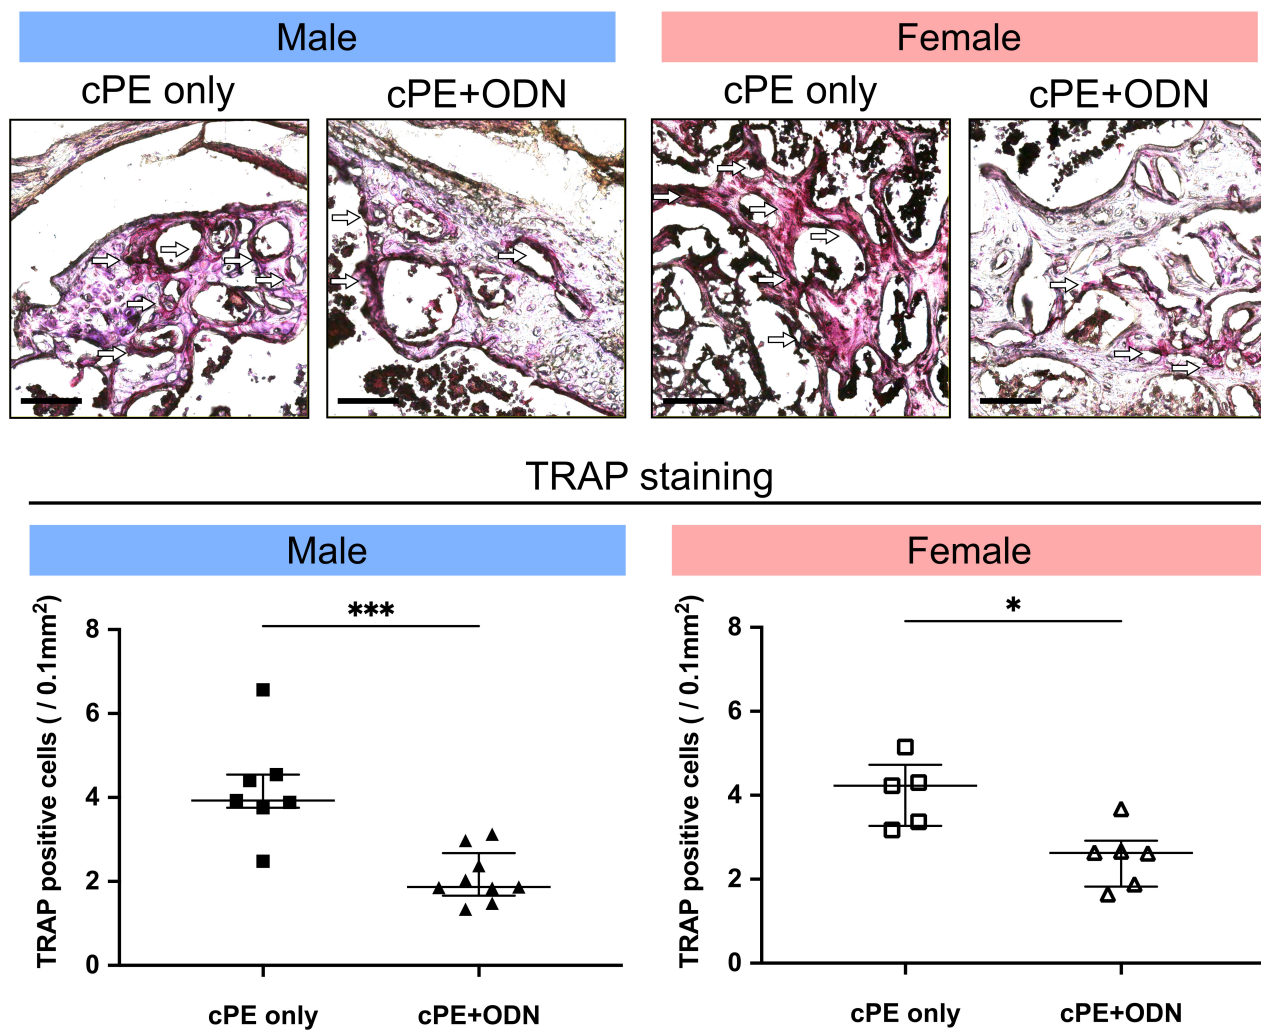 Male Female
cPE only cPE+ODN cPE only cPE+ODN
TRAP staining
Male Female
TRAP positive cells ( / 0.1mm²)
8
6
4
2
0
***
cPE only cPE+ODN
TRAP positive cells ( / 0.1mm²)
8
6
4
2
0
*
cPE only cPE+ODN